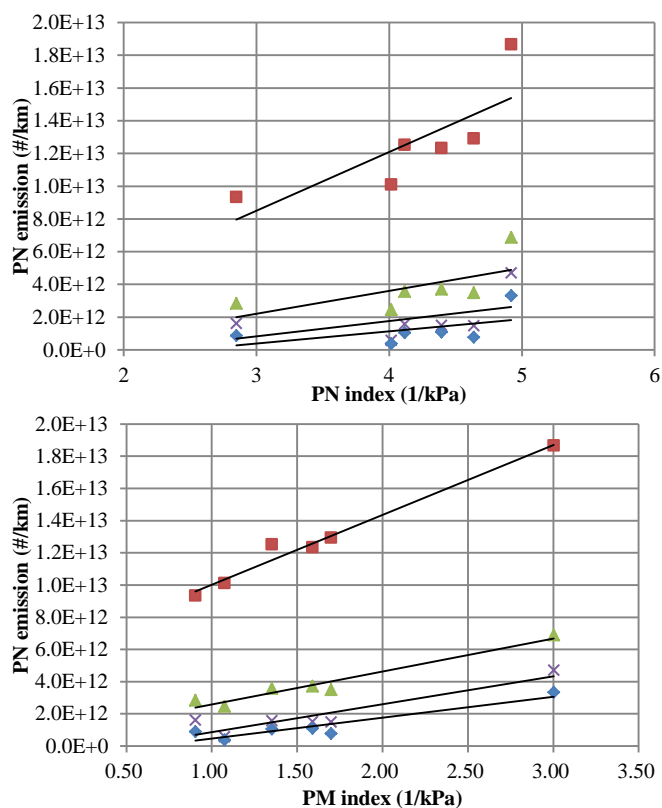 2.0E+13
1.8E+13
1.6E+13
1.4E+13
1.2E+13
1.0E+13
8.0E+12
6.0E+12
4.0E+12
2.0E+12
0.0E+0
PN emission (#/km)
2 3 4 5 6
PN index (1/kPa)
2.0E+13
1.8E+13
1.6E+13
1.4E+13
1.2E+13
1.0E+13
8.0E+12
6.0E+12
4.0E+12
2.0E+12
0.0E+0
PN emission (#/km)
0.50 1.00 1.50 2.00 2.50 3.00 3.50
PM index (1/kPa)